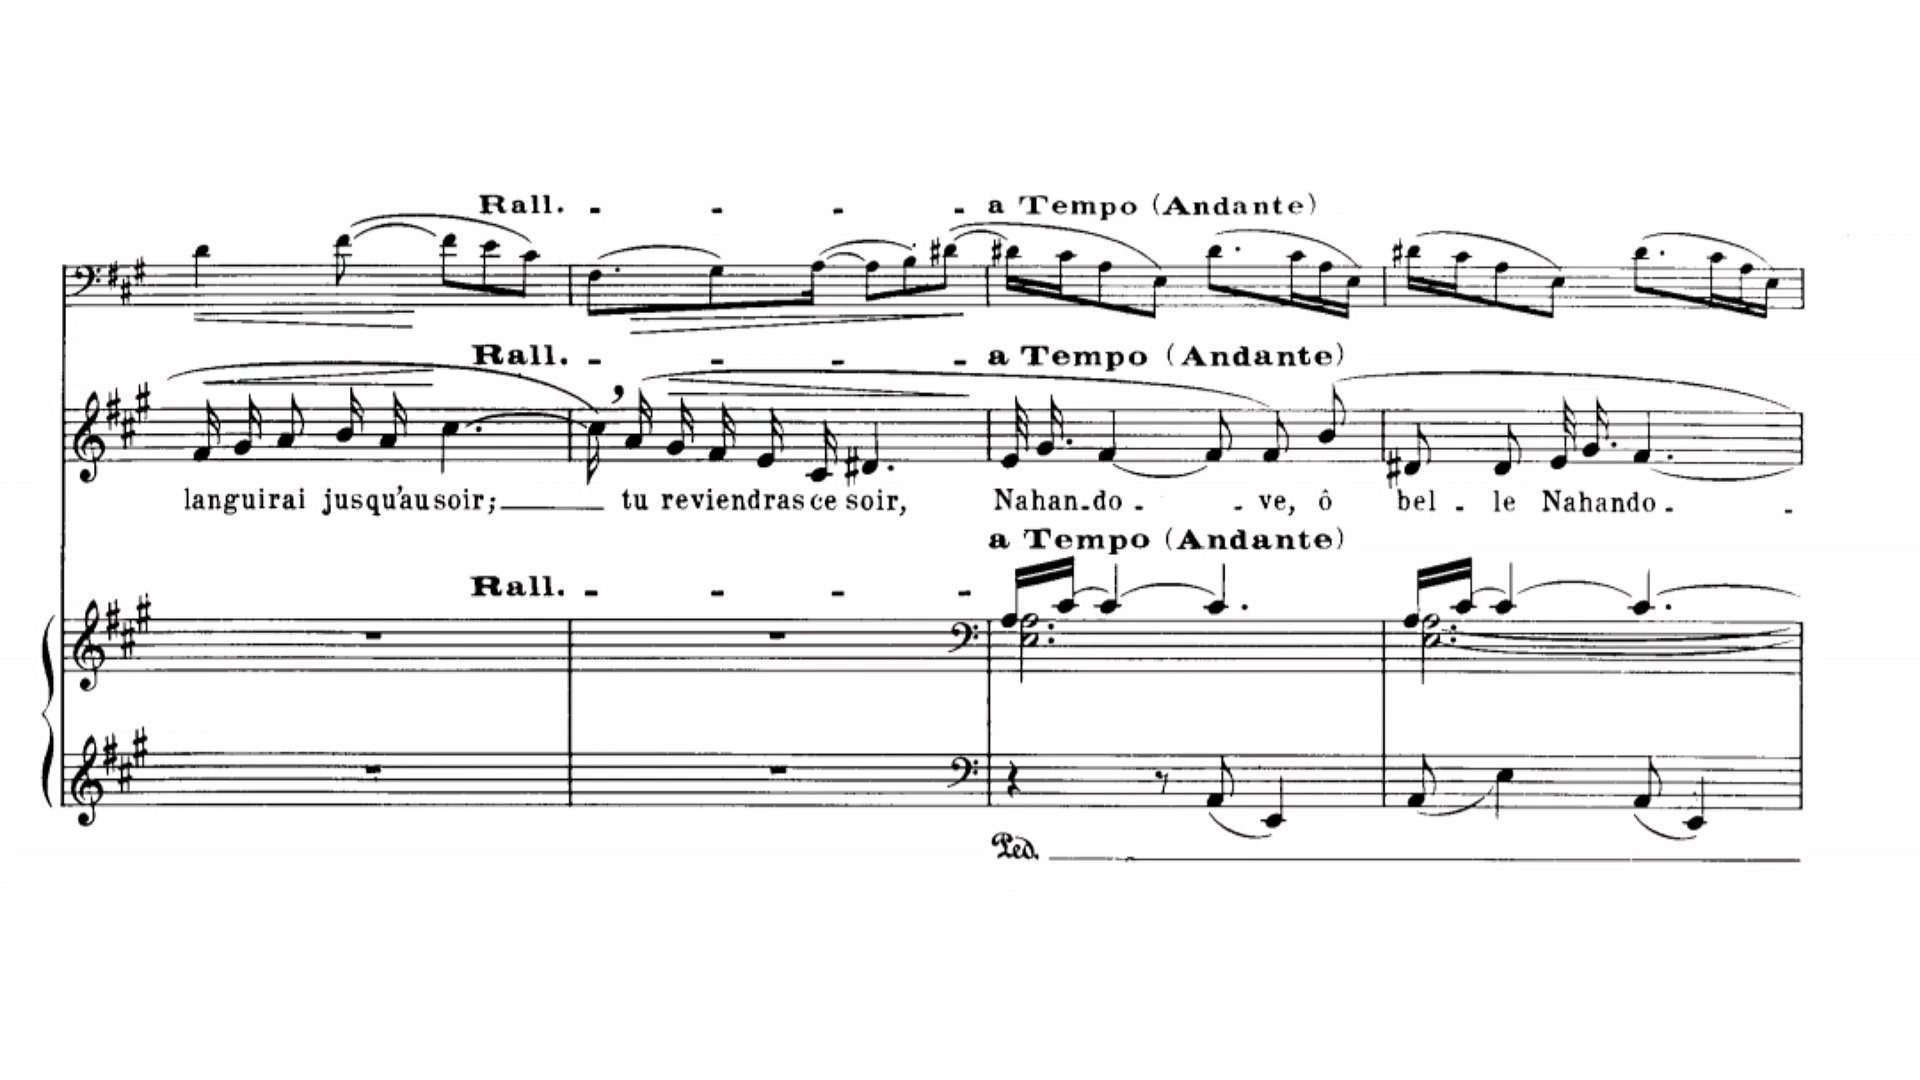 Rall. - - - - a Tempo (Andante)
Rall. - - - - a Tempo (Andante)
languirai jusqu'au soir; tu reviendras ce soir, Nahan-do - - ve, ô bel - le Nahando - -
a Tempo (Andante)
Rall. - - - -
Ped.